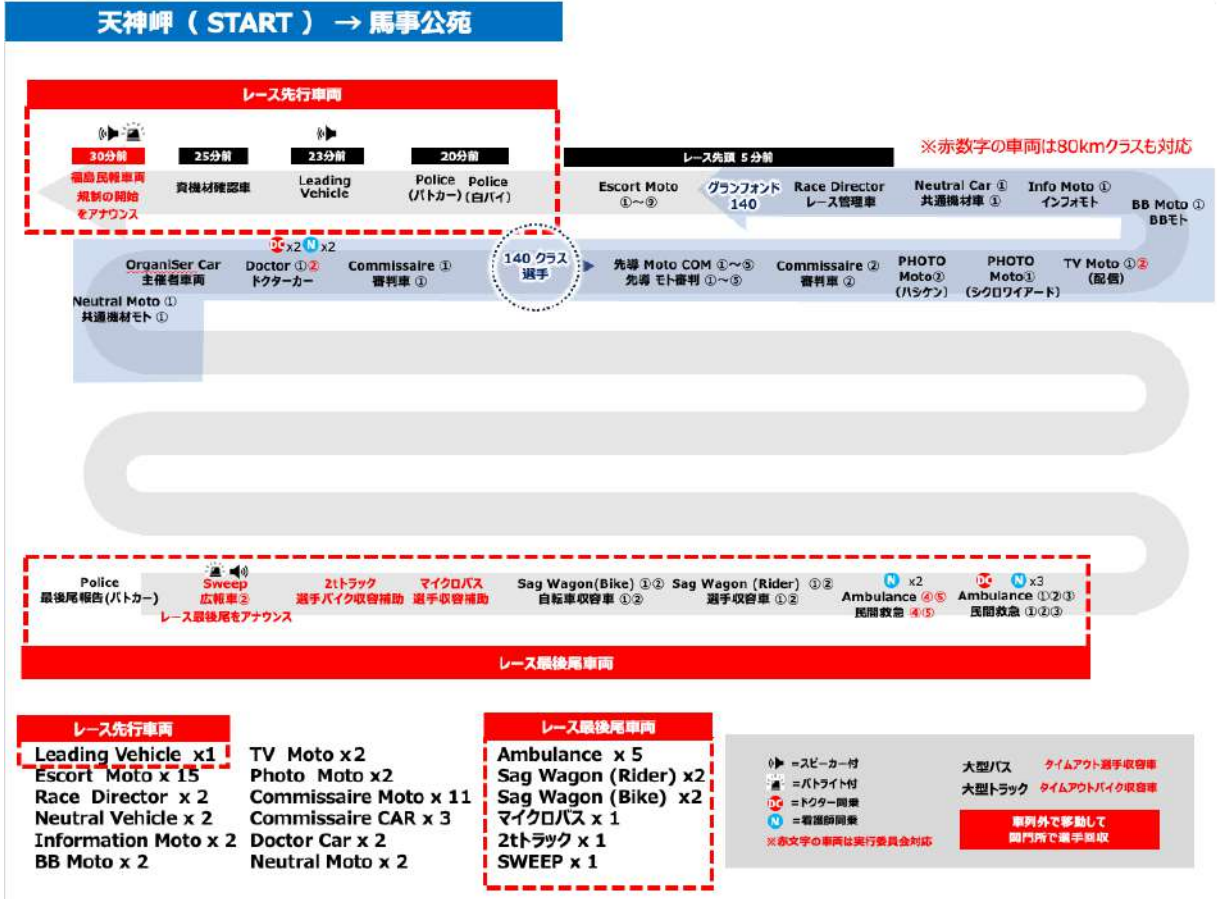 天神岬 （ START ） → 馬事公苑
レース先行車両
30分前
福島民報車両
規制の開始
をアナウンス
25分前
資機材確認車
23分前
Leading
Vehicle
20分前
Police Police
(パトカー) (白バイ)
レース先頭 5分前
※赤数字の車両は80kmクラスも対応
Escort Moto
①～⑨
グランフォンド
140
Race Director
レース管理車
Neutral Car ①
共通機材車 ①
Info Moto ①
インフォモト
BB Moto ①
BBモト
OrganiSer Car
主催者車両
DC x2 N x2
Doctor ①②
ドクターカー
Commissaire ①
審判車 ①
140 クラス
選手
先導 Moto COM ①～⑤
先導 モト審判 ①～⑤
Commissaire ②
審判車 ②
PHOTO
Moto②
(ハシケン)
PHOTO
Moto①
(シクロワイアード)
TV Moto ①②
(配信)
Neutral Moto ①
共通機材モト ①
Police
最後尾報告(パトカー)
Sweep
広報車②
レース最後尾をアナウンス
2tトラック
選手バイク収容補助
マイクロバス
選手収容補助
Sag Wagon(Bike) ①②
自転車収容車 ①②
Sag Wagon (Rider) ①②
選手収容車 ①②
N x2
Ambulance ④⑤
民間救急 ④⑤
DC N x3
Ambulance ①②③
民間救急 ①②③
レース最後尾車両
レース先行車両
Leading Vehicle x1
Escort Moto x 15
Race Director x 2
Neutral Vehicle x 2
Information Moto x 2
BB Moto x 2
TV Moto x 2
Photo Moto x2
Commissaire Moto x 11
Commissaire CAR x 3
Doctor Car x 2
Neutral Moto x 2
レース最後尾車両
Ambulance x 5
Sag Wagon (Rider) x2
Sag Wagon (Bike) x2
マイクロバス x 1
2tトラック x 1
SWEEP x 1
=スピーカー付
=パトライト付
DC =ドクター同乗
N =看護師同乗
※赤文字の車両は実行委員会対応
大型バス タイムアウト選手収容車
大型トラック タイムアウトバイク収容車
車列外で移動して
関門所で選手回収